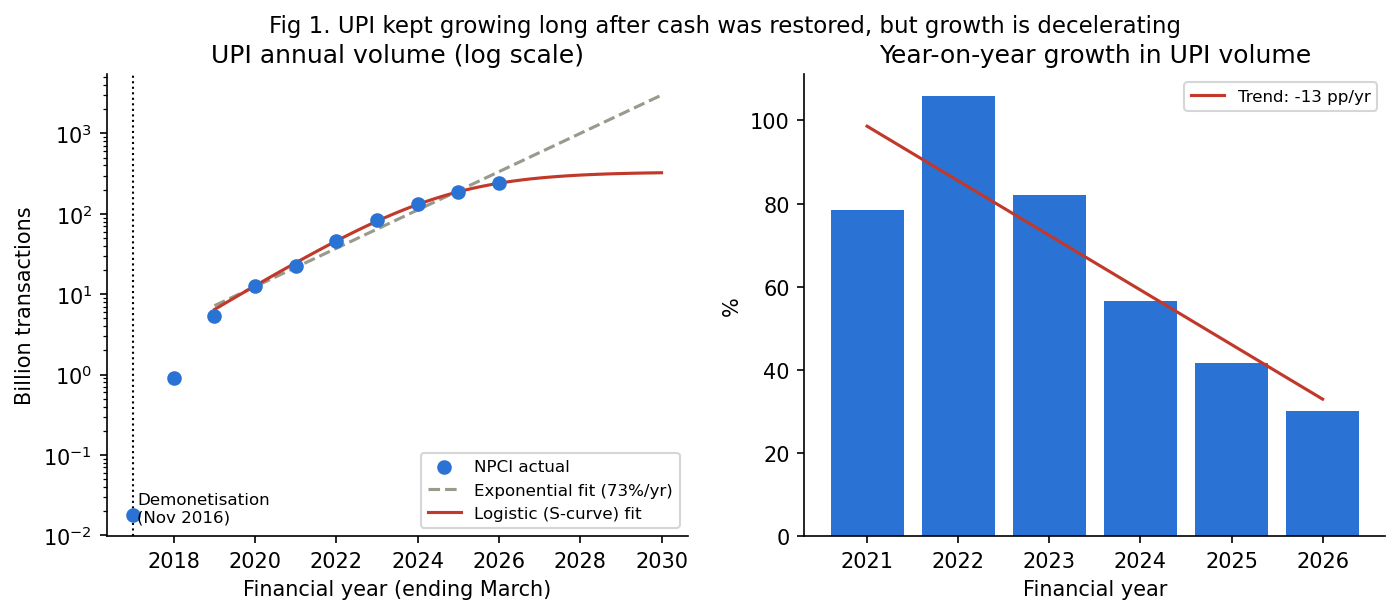 Fig 1. UPI kept growing long after cash was restored, but growth is decelerating
UPI annual volume (log scale)
Billion transactions
10³
10²
10¹
10⁰
10⁻¹
10⁻²
Demonetisation
(Nov 2016)
NPCI actual
Exponential fit (73%/yr)
Logistic (S-curve) fit
2018 2020 2022 2024 2026 2028 2030
Financial year (ending March)
Year-on-year growth in UPI volume
%
100
80
60
40
20
0
Trend: -13 pp/yr
2021 2022 2023 2024 2025 2026
Financial year